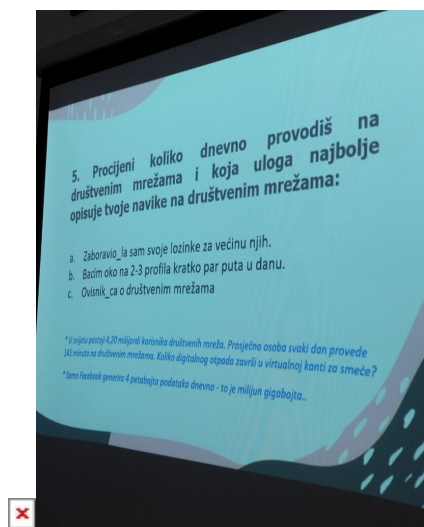 5. Procijeni koliko dnevno provodiš na
društvenim mrežama i koja uloga najbolje
opisuje tvoje navike na društvenim mrežama:
a. Zaboravio_la sam svoje lozinke za većinu njih.
b. Bacim oko na 2-3 profila kratko par puta u danu.
c. Ovisnik_ca o društvenim mrežama
* U svijetu postoji 4,20 milijardi korisnika društvenih mreža. Prosječna osoba svaki dan provede
145 minuta na društvenim mrežama. Koliko digitalnog otpada završi u virtualnoj kanti za smeće?
* Samo Facebook generira 4 petabajta podataka dnevno - to je milijun gigabajta..